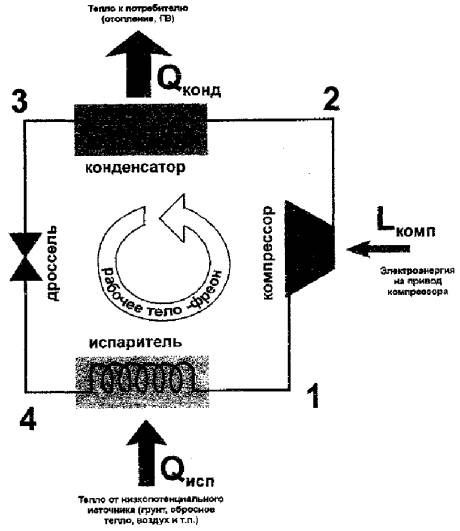 Тепло к потребителю
(отопление, ГВ)
Qконд
3
2
конденсатор
дроссель
компрессор
Lкомп
рабочее тело -фреон
Электроэнергия
на привод
компрессора
испаритель
4
1
Qисп
Тепло от низкопотенциального
источника (грунт, сбросное
тепло, воздух и т.п.)